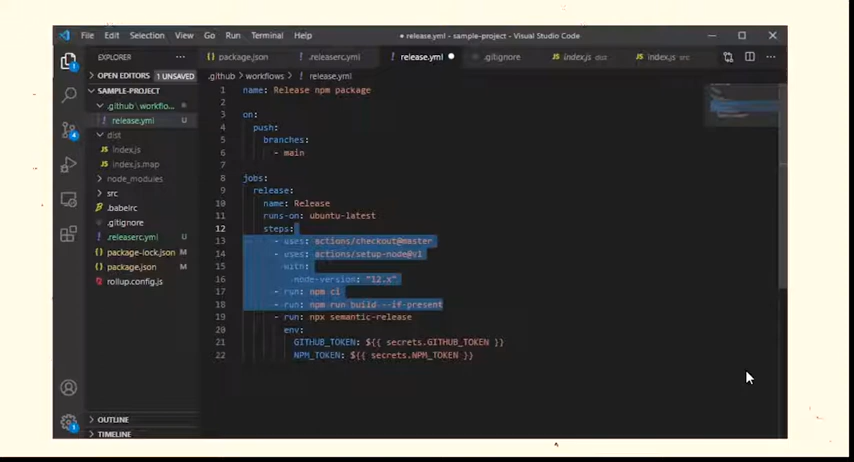 File Edit Selection View Go Run Terminal Help
● release.yml - sample-project - Visual Studio Code
EXPLORER
OPEN EDITORS 1 UNSAVED
SAMPLE-PROJECT
.github \ workflo...
release.yml U
dist
index.js
index.js.map
node_modules
src
.babelrc
.gitignore
.releaserc.yml U
package-lock.json
package.json
rollup.config.js
OUTLINE
TIMELINE
package.json .releaserc.yml release.yml .gitignore index.js dist index.js src
.github > workflows > release.yml
1 name: Release npm package
2
3 on:
4 push:
5 branches:
6 - main
7
8 jobs:
9 release:
10 name: Release
11 runs-on: ubuntu-latest
12 steps:
13 - uses: actions/checkout@master
14 - uses: actions/setup-node@v1
15 with:
16 node-version: "12.x"
17 - run: npm ci
18 - run: npm run build --if-present
19 - run: npx semantic-release
20 env:
21 GITHUB_TOKEN: ${{ secrets.GITHUB_TOKEN }}
22 NPM_TOKEN: ${{ secrets.NPM_TOKEN }}